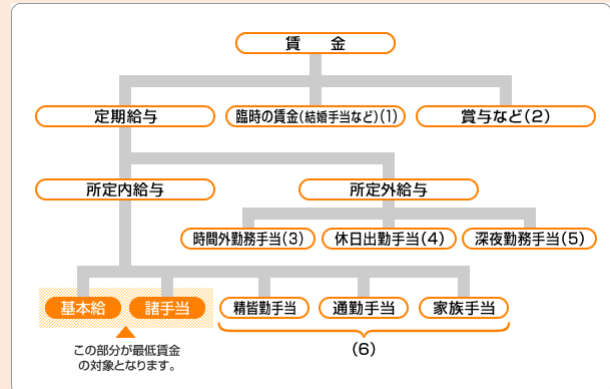 賃　金
定期給与
臨時の賃金(結婚手当など)(1)
賞与など(2)
所定内給与
所定外給与
時間外勤務手当(3)
休日出勤手当(4)
深夜勤務手当(5)
基本給
諸手当
精皆勤手当
通勤手当
家族手当
この部分が最低賃金
の対象となります。
(6)